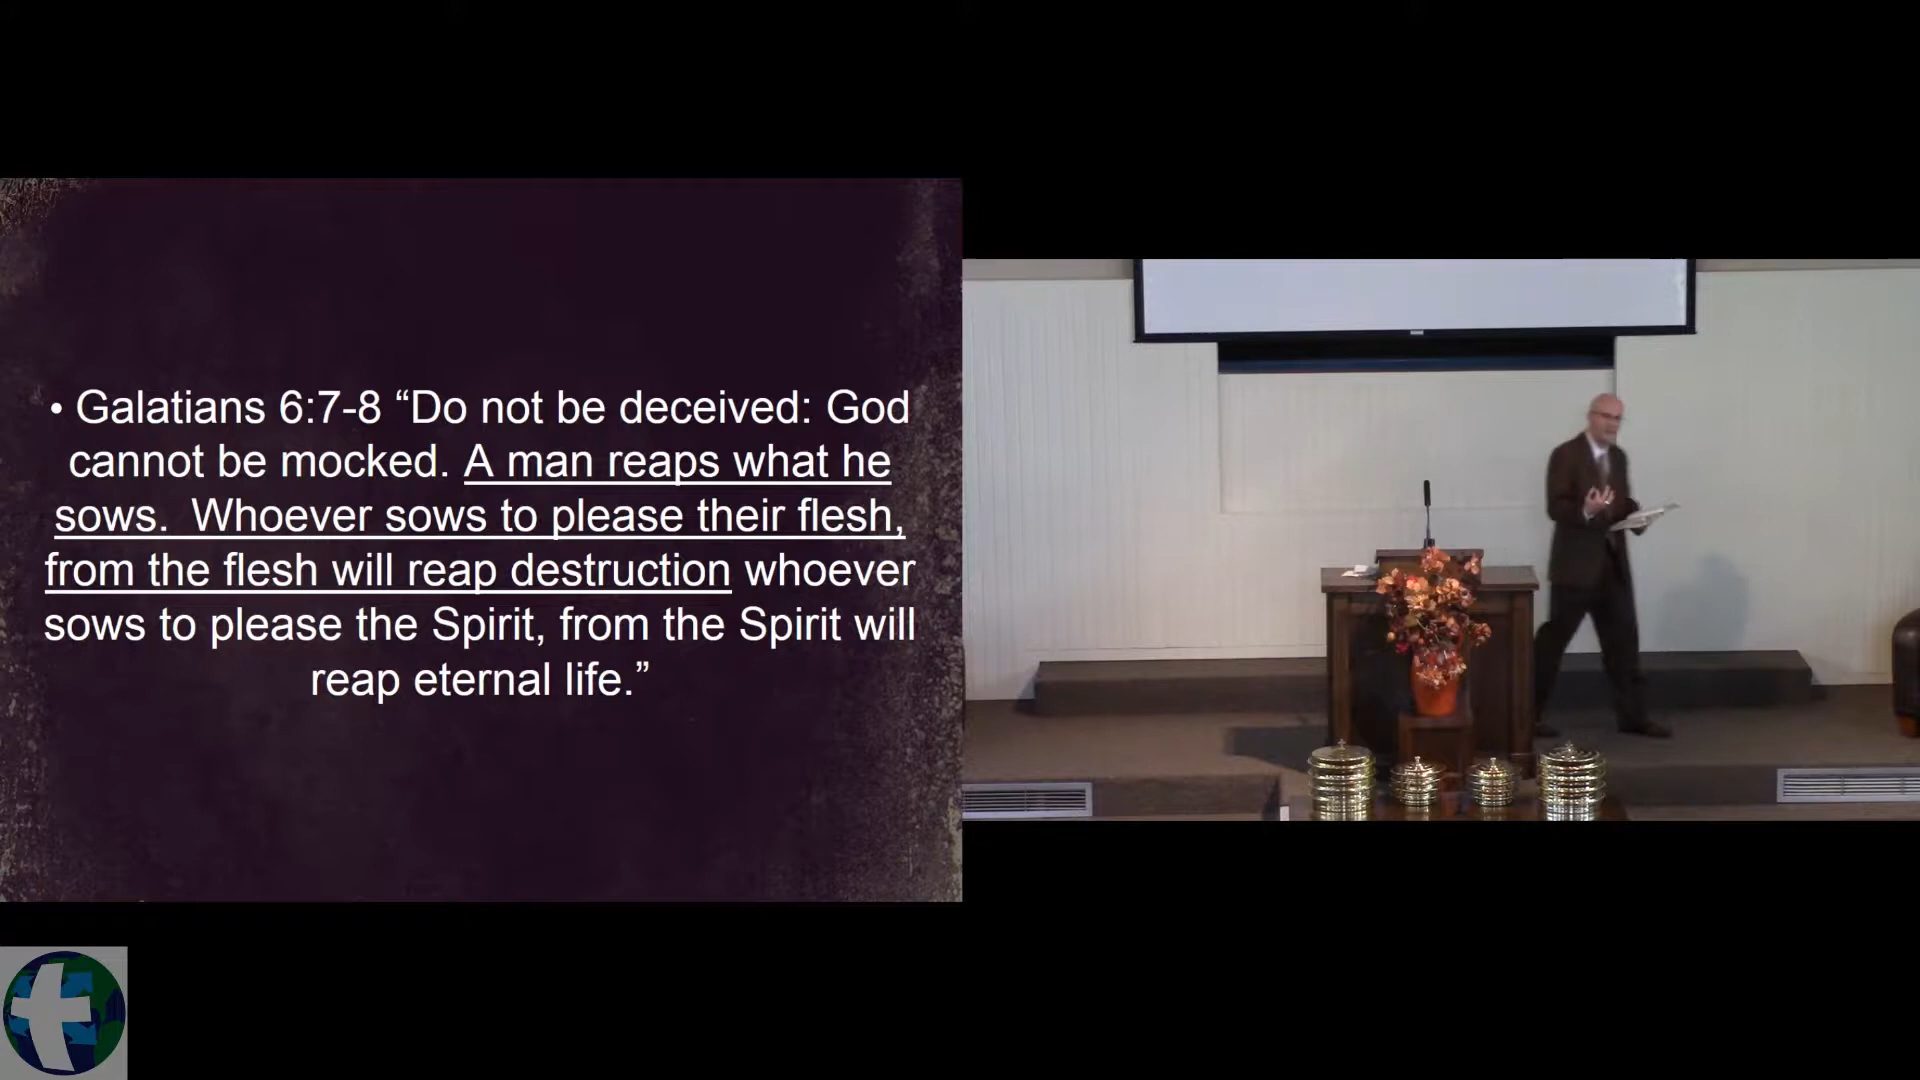 • Galatians 6:7-8 “Do not be deceived: God
cannot be mocked. A man reaps what he
sows.  Whoever sows to please their flesh,
from the flesh will reap destruction whoever
sows to please the Spirit, from the Spirit will
reap eternal life.”